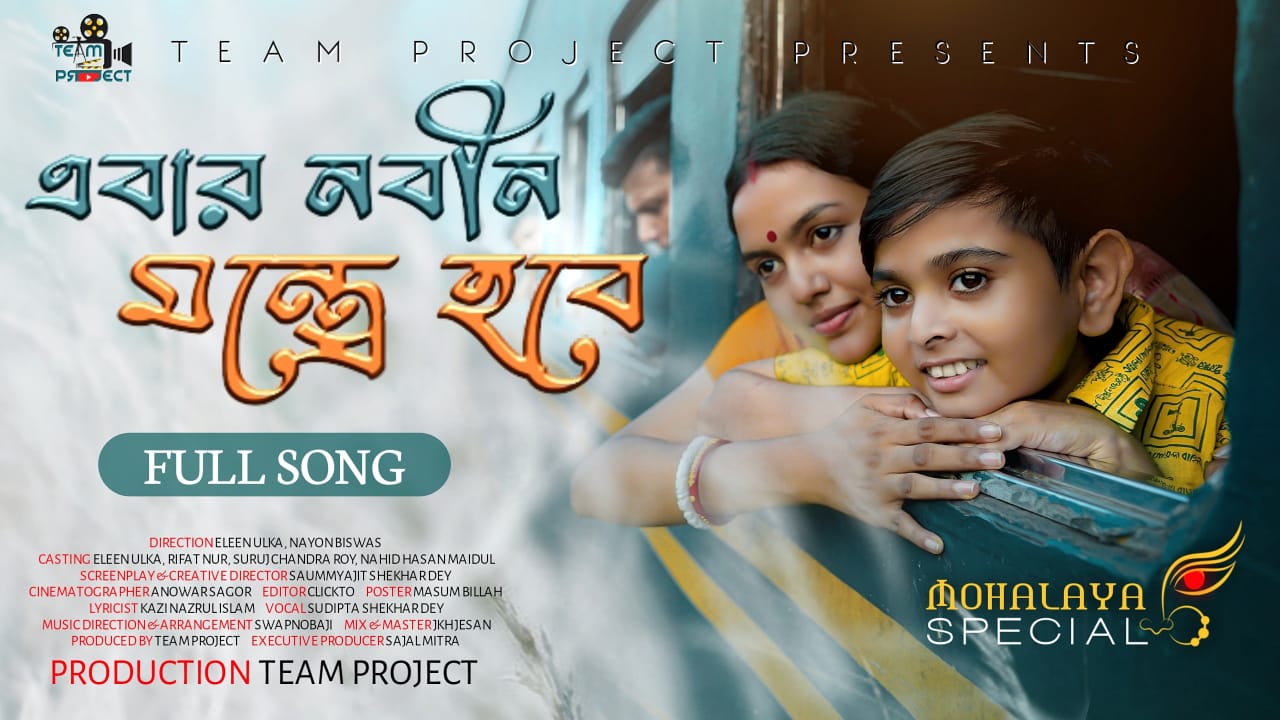 TEAM PROJECT
TEAM PROJECT PRESENTS
এবার নবীন
মন্ত্রে হবে
FULL SONG
DIRECTION ELEEN ULKA, NAYON BISWAS
CASTING ELEEN ULKA, RIFAT NUR, SURUJ CHANDRA ROY, NAHID HASAN MAIDUL
SCREENPLAY & CREATIVE DIRECTOR SAUMMYAJIT SHEKHAR DEY
CINEMATOGRAPHER ANOWAR SAGOR EDITOR CLICKTO POSTER MASUM BILLAH
LYRICIST KAZI NAZRUL ISLAM VOCAL SUDIPTA SHEKHAR DEY
MUSIC DIRECTION & ARRANGEMENT SWAPNOBAJI MIX & MASTER JKH JESAN
PRODUCED BY TEAM PROJECT EXECUTIVE PRODUCER SAJAL MITRA
PRODUCTION TEAM PROJECT
MOHALAYA
SPECIAL